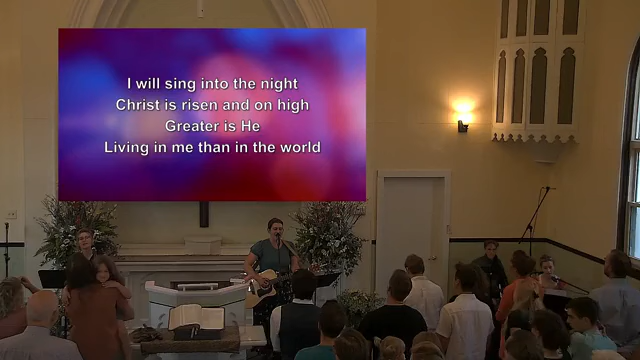 I will sing into the night
Christ is risen and on high
Greater is He
Living in me than in the world